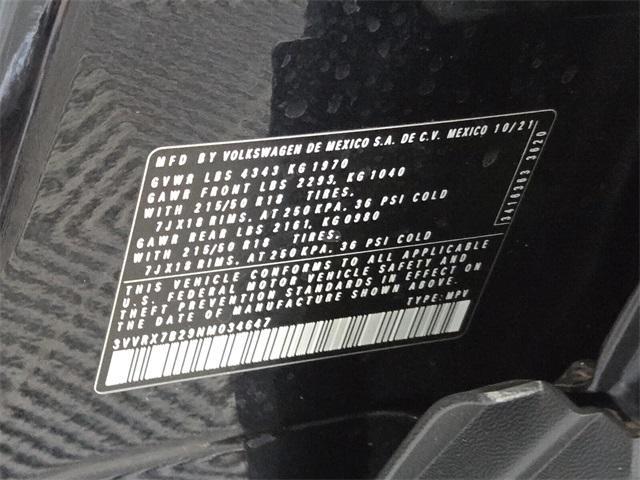 MFD BY VOLKSWAGEN DE MEXICO S.A. DE C.V. MEXICO 10/21
GVWR LBS 4343 KG 1970
GAWR FRONT LBS 2293, KG 1040
WITH 215/50 R18 TIRES.
7JX18 RIMS. AT 250 KPA. 36 PSI COLD
GAWR REAR LBS 2161, KG 0980
WITH 215/50 R18 TIRES.
7JX18 RIMS. AT 250 KPA. 36 PSI COLD
THIS VEHICLE CONFORMS TO ALL APPLICABLE
U.S. FEDERAL MOTOR VEHICLE SAFETY AND
THEFT PREVENTION STANDARDS IN EFFECT ON
THE DATE OF MANUFACTURE SHOWN ABOVE.
3VVRX7B29NM034647 TYPE: MPV
3020